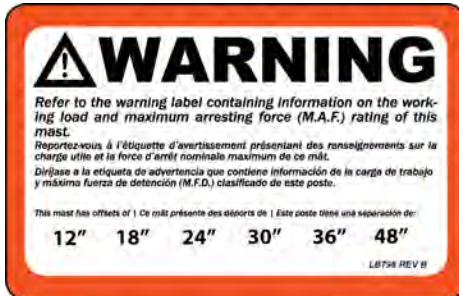 WARNING
Refer to the warning label containing information on the work-
ing load and maximum arresting force (M.A.F.) rating of this
mast.
Reportez-vous à l'étiquette d'avertissement présentant des renseignements sur la
charge utile et la force d'arrêt nominale maximum de ce mât.
Diríjase a la etiqueta de advertencia que contiene información de la carga de trabajo
y máxima fuerza de detención (M.F.D.) clasificado de este poste.
This mast has offsets of | Ce mât présente des déports de | Este poste tiene una separación de:
12" 18" 24" 30" 36" 48"
LB798 REV B